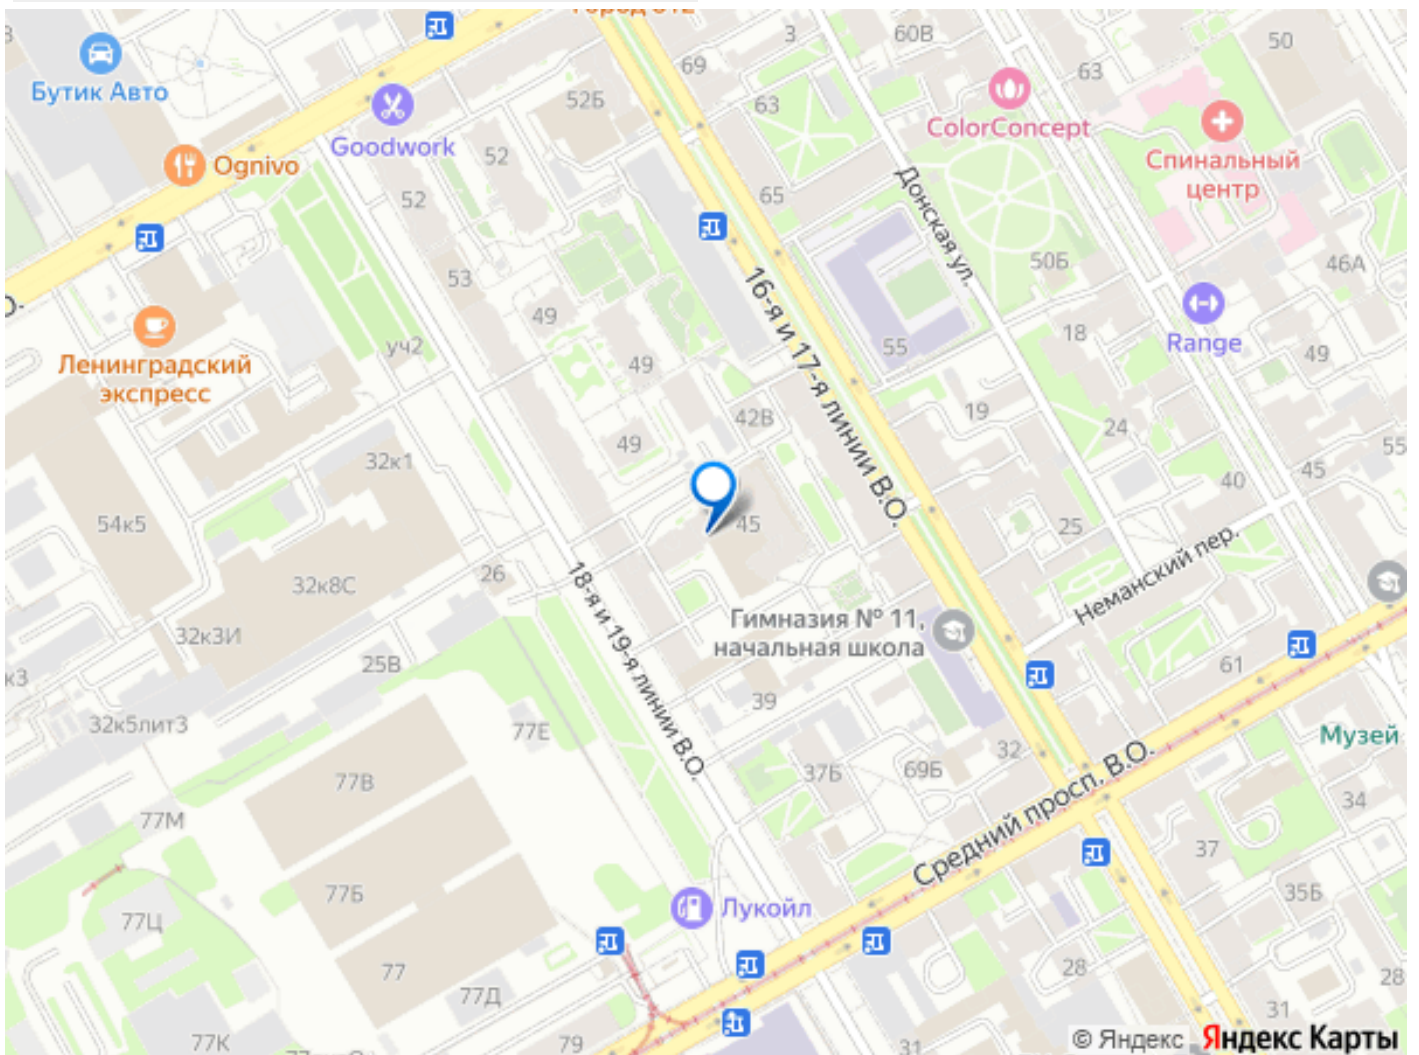 Город 812
3
60В
50
69
63
Бутик Авто
52Б
63
ColorConcept
Goodwork
52
Спинальный
центр
Ognivo
52
65
Донская ул.
50Б
46А
53
16-я и 17-я линии В.О.
49
18
Range
уч2
55
49
Ленинградский
экспресс
49
42В
19
24
49
55
32к1
45
40
54к5
45
25
Неманский пер.
26
32к8С
18-я и 19-я линии В.О.
Гимназия № 11,
начальная школа
32к3И
25В
61
к3
39
32к5лит3
77Е
Музей
32
77В
37Б
69Б
Средний просп. В.О.
34
77М
37
77Б
35Б
77Ц
Лукойл
77
28
28
77Д
31
77К
79
31
© Яндекс
Яндекс Карты